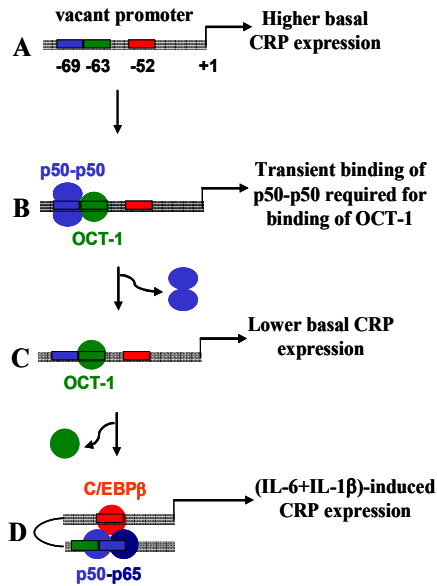 vacant promoter
A
Higher basal
CRP expression
-69 -63 -52 +1
p50-p50
B
Transient binding of
p50-p50 required for
binding of OCT-1
OCT-1
C
Lower basal CRP
expression
OCT-1
C/EBPβ
D
(IL-6+IL-1β)-induced
CRP expression
p50-p65